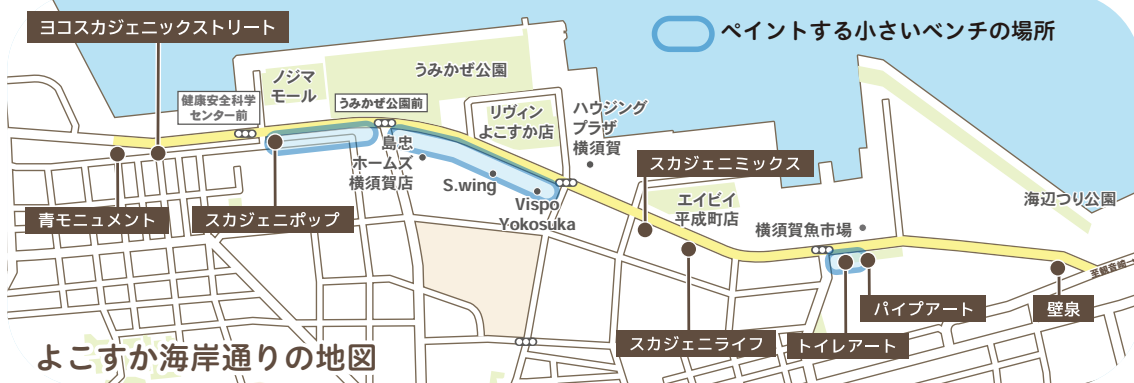 ヨコスカジェニックストリート
ペイントする小さいベンチの場所
ノジマ
モール
うみかぜ公園
健康安全科学
センター前
うみかぜ公園前
リヴィン
よこすか店
ハウジング
プラザ
横須賀
島忠
ホームズ
横須賀店
S.wing
Vispo
Yokosuka
スカジェニミックス
エイビイ
平成町店
横須賀魚市場
海辺つり公園
青モニュメント
スカジェニポップ
至観音崎→
パイプアート
壁泉
スカジェニライフ
トイレアート
よこすか海岸通りの地図